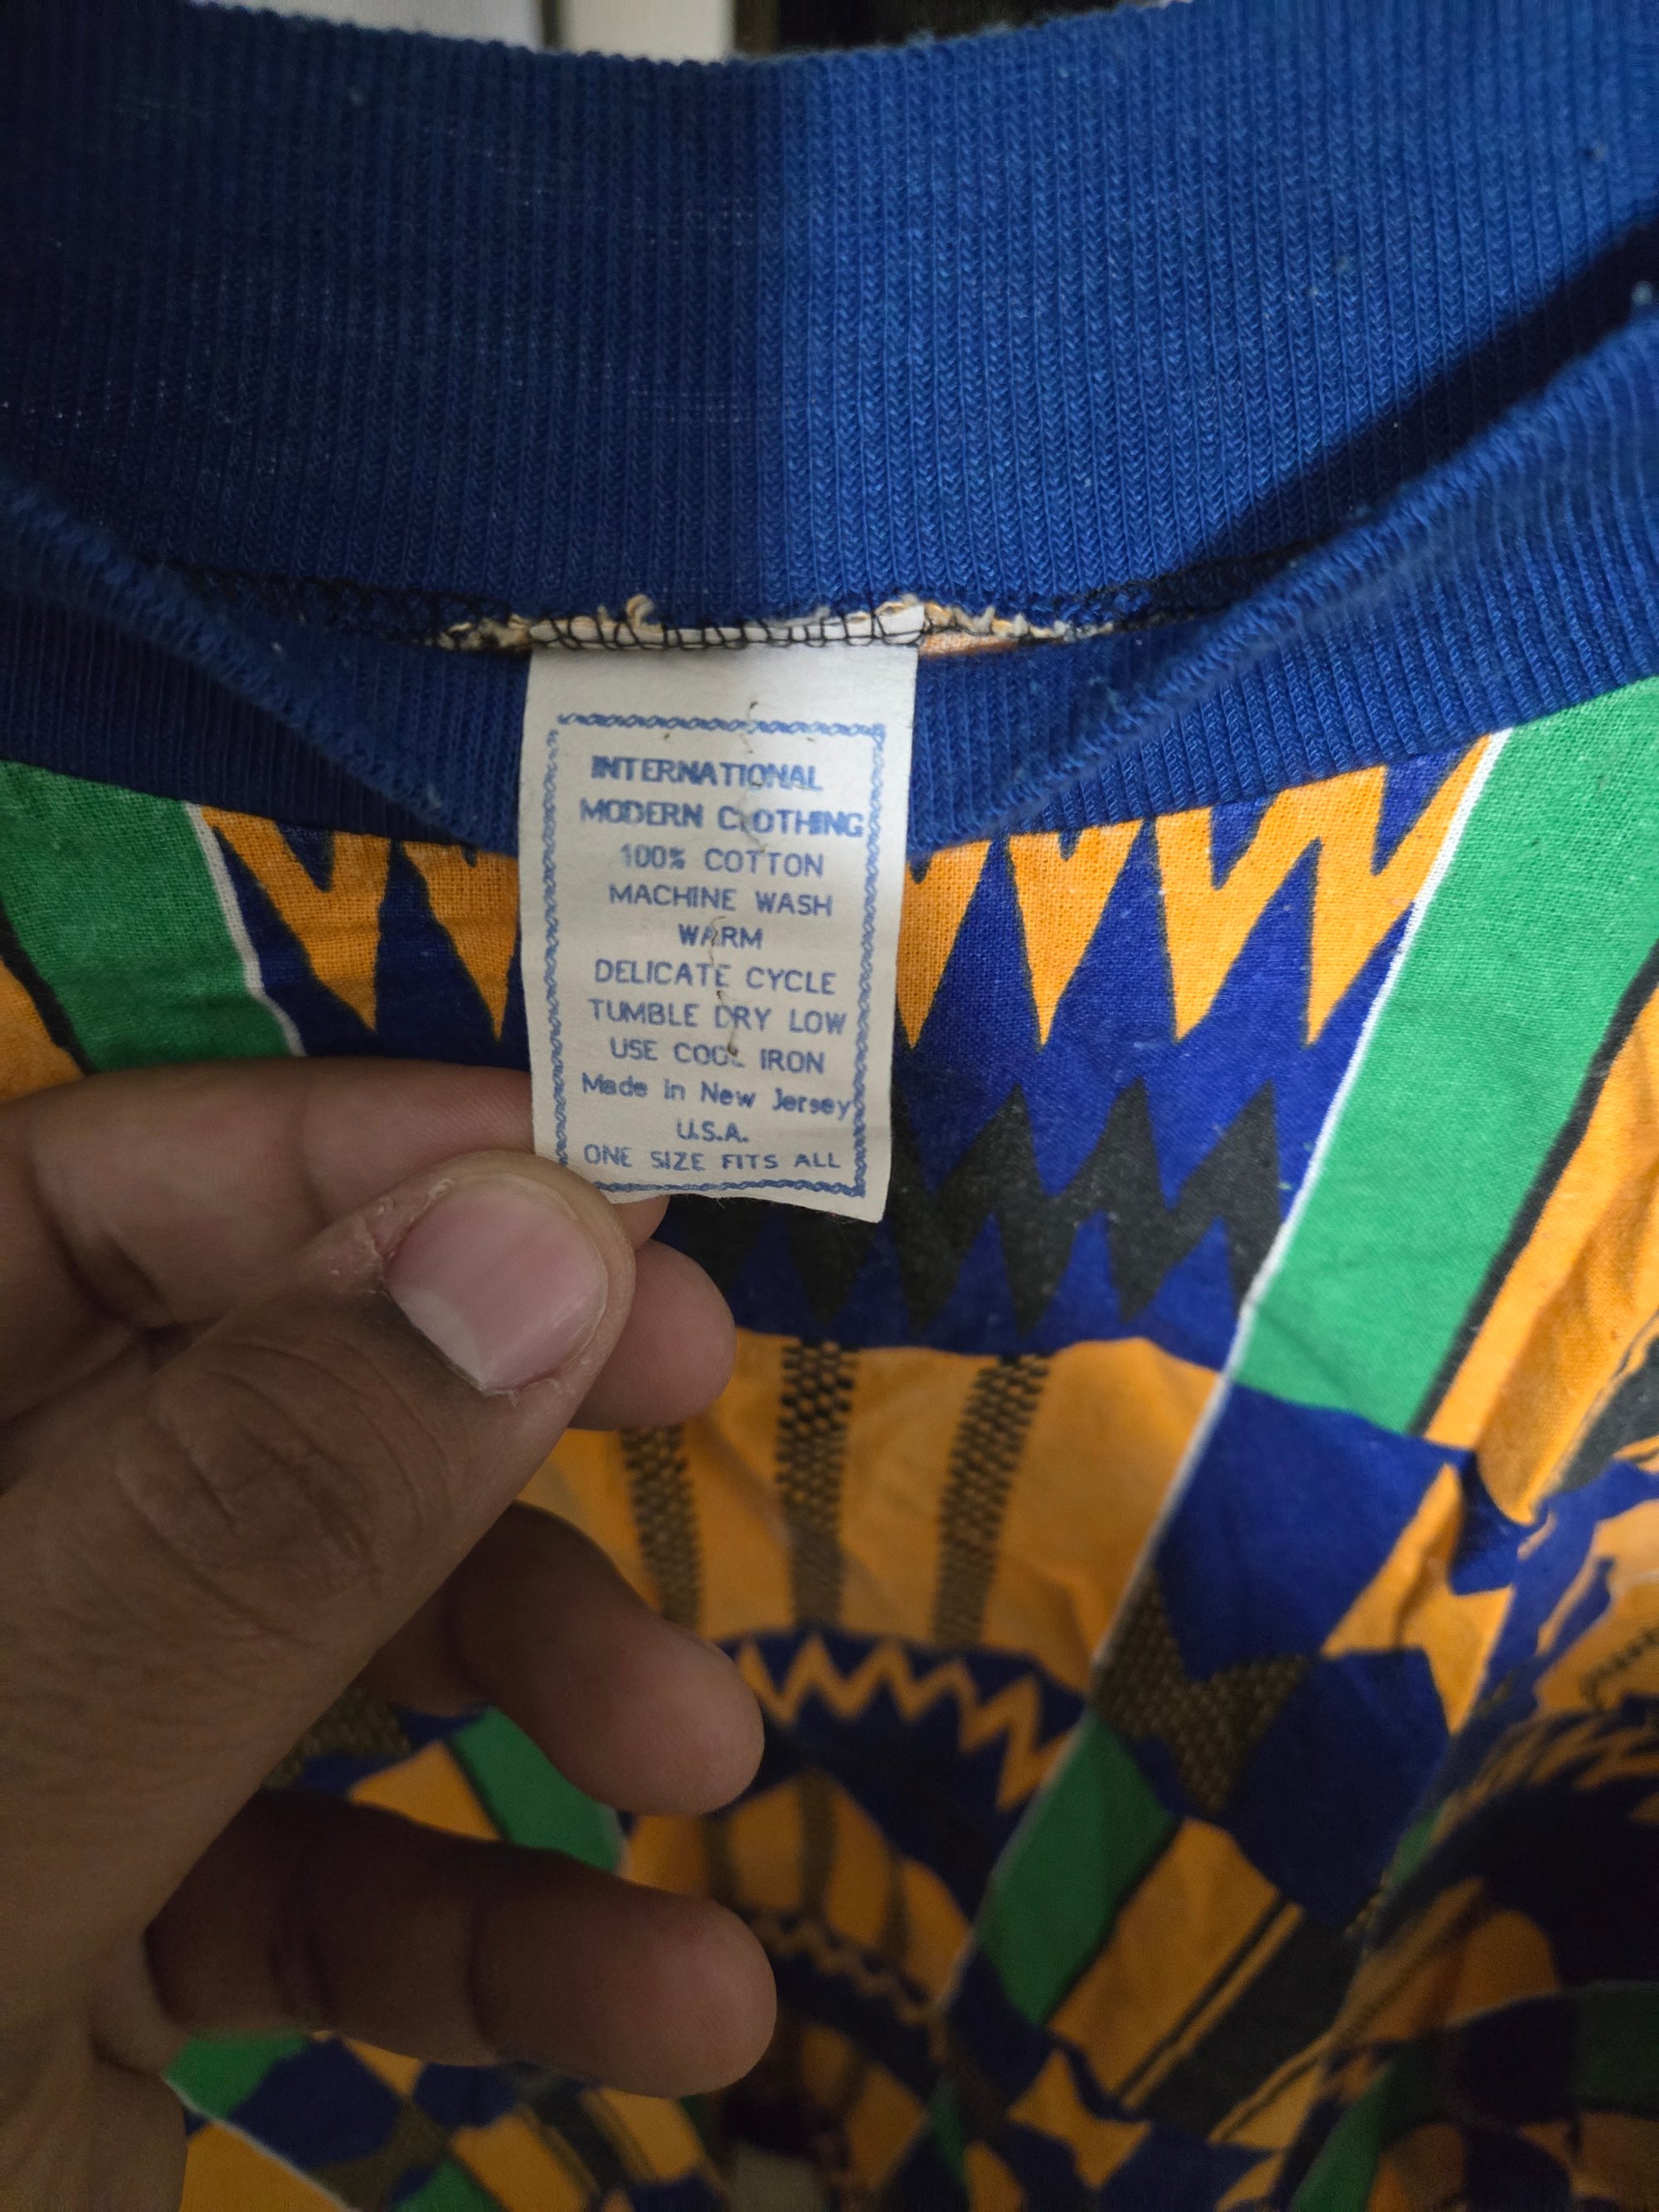 INTERNATIONAL
MODERN CLOTHING
100% COTTON
MACHINE WASH
WARM
DELICATE CYCLE
TUMBLE DRY LOW
USE COOL IRON
Made in New Jersey
U.S.A.
ONE SIZE FITS ALL